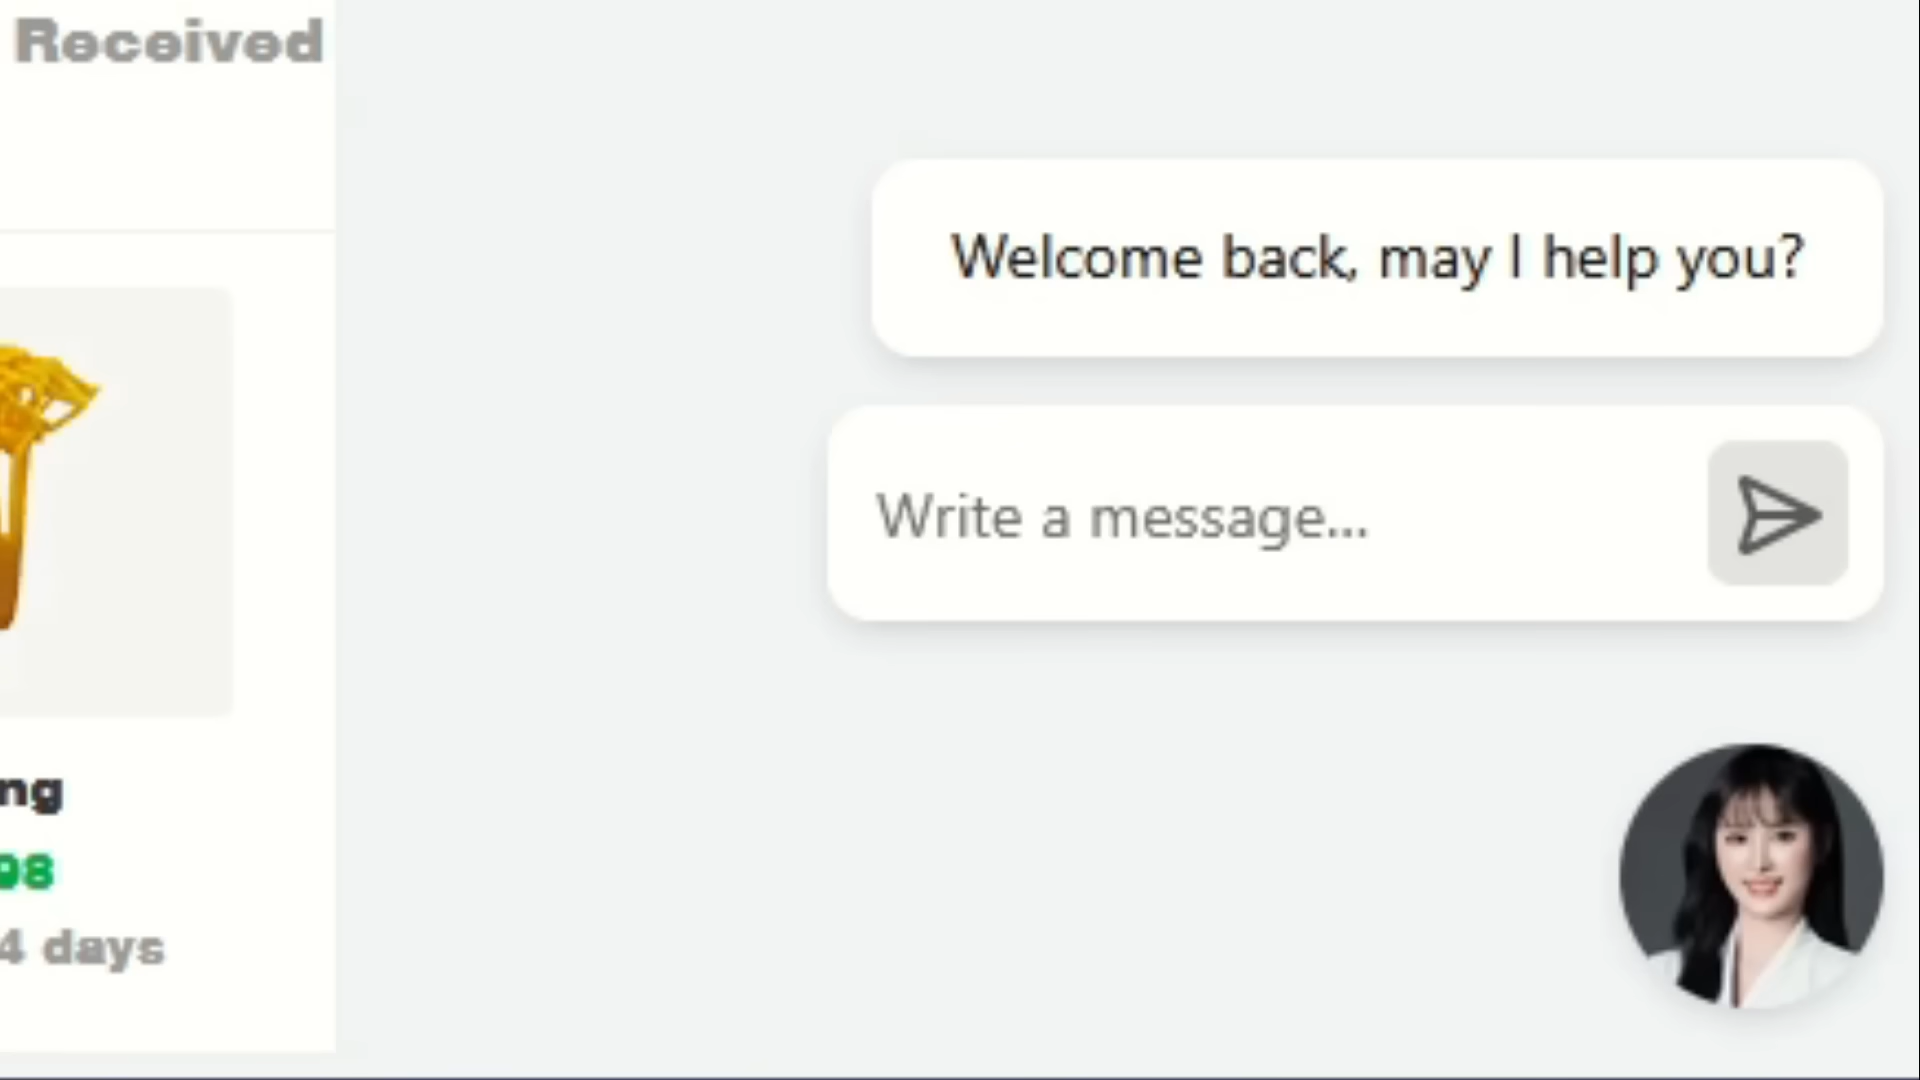 Received
Welcome back, may I help you?
Write a message...
ng
98
4 days